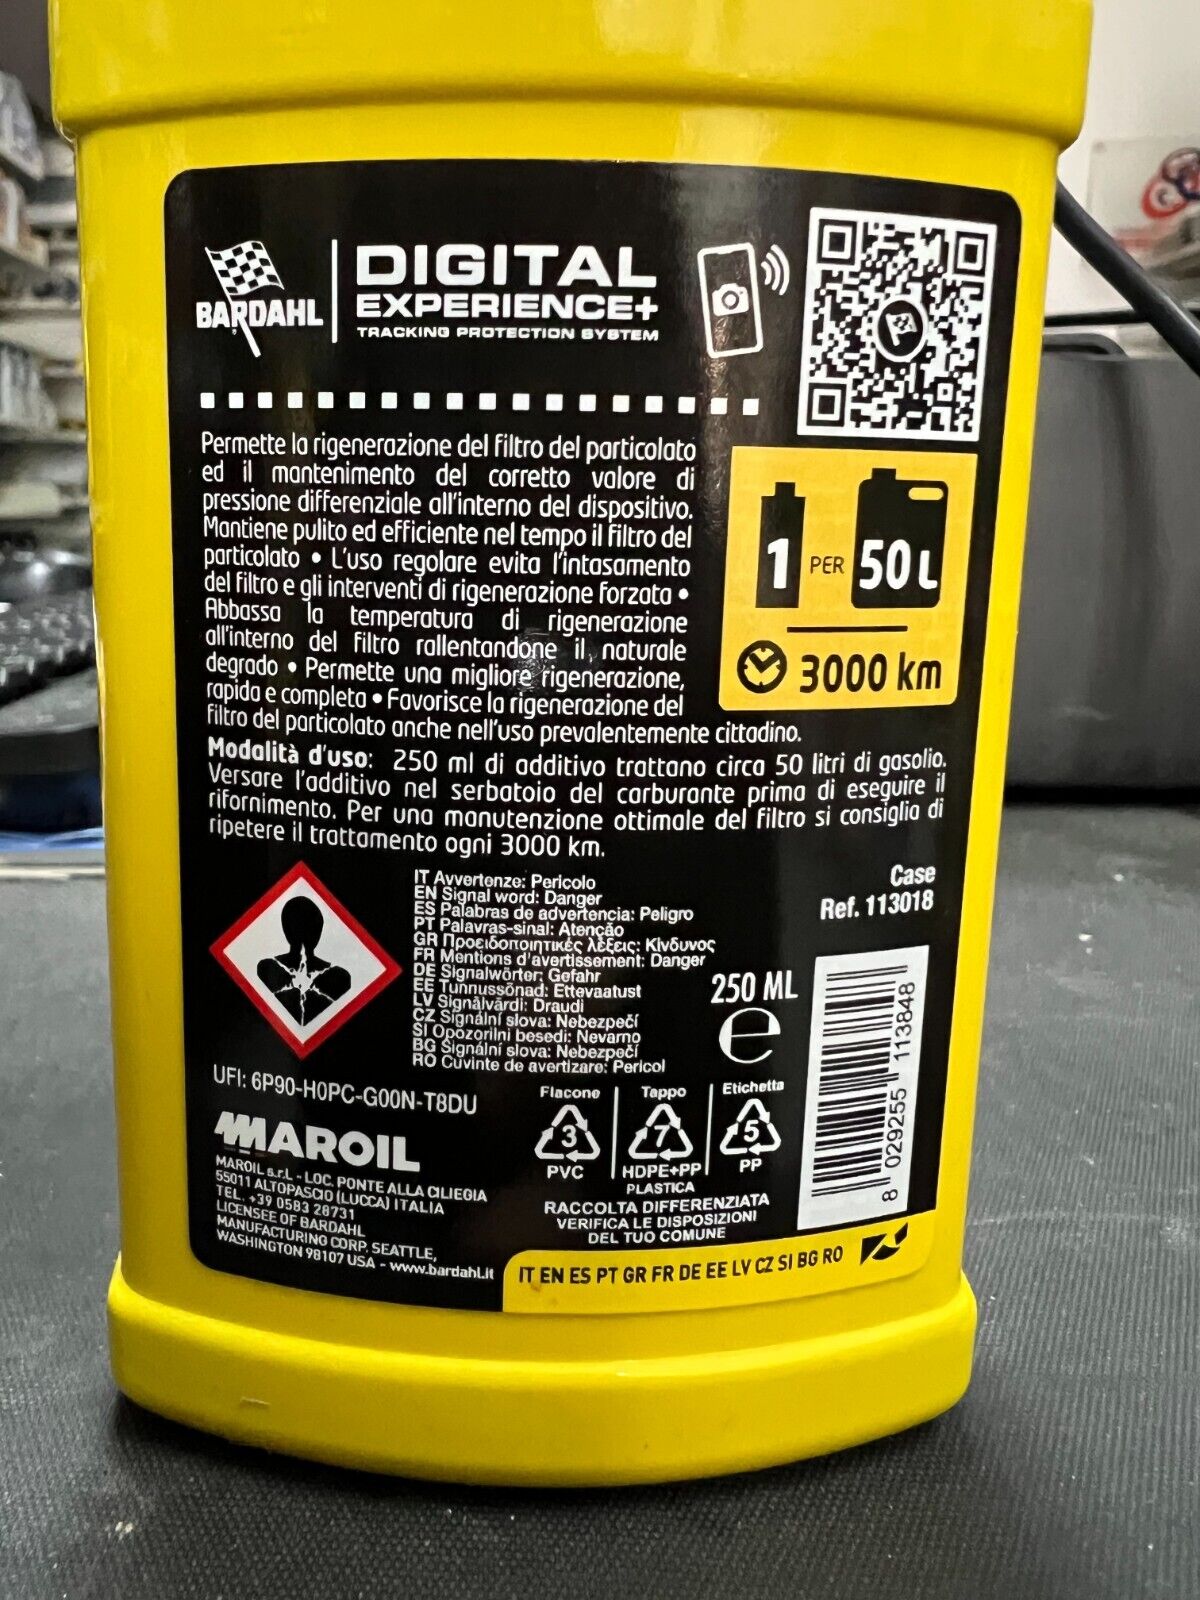 BARDAHL
DIGITAL
EXPERIENCE+
TRACKING PROTECTION SYSTEM
Permette la rigenerazione del filtro del particolato
ed il mantenimento del corretto valore di
pressione differenziale all'interno del dispositivo.
Mantiene pulito ed efficiente nel tempo il filtro del
particolato • L'uso regolare evita l'intasamento
del filtro e gli interventi di rigenerazione forzata •
Abbassa la temperatura di rigenerazione
all'interno del filtro rallentandone il naturale
degrado • Permette una migliore rigenerazione,
rapida e completa • Favorisce la rigenerazione del
filtro del particolato anche nell'uso prevalentemente cittadino.
1 PER 50 L
3000 km
Modalità d'uso: 250 ml di additivo trattano circa 50 litri di gasolio.
Versare l'additivo nel serbatoio del carburante prima di eseguire il
rifornimento. Per una manutenzione ottimale del filtro si consiglia di
ripetere il trattamento ogni 3000 km.
IT Avvertenze: Pericolo
EN Signal word: Danger
ES Palabras de advertencia: Peligro
PT Palavras-sinal: Atenção
GR Προειδοποιητικές λέξεις: Κίνδυνος
FR Mentions d'avertissement: Danger
DE Signalwörter: Gefahr
EE Tunnussõnad: Ettevaatust
LV Signālvārdi: Draudi
CZ Signální slova: Nebezpečí
SI Opozorilni besedi: Nevarno
BG Signální slova: Nebezpečí
RO Cuvinte de avertizare: Pericol
Case
Ref. 113018
250 ML
e
UFI: 6P90-H0PC-G00N-T8DU
MAROIL
MAROIL s.r.l. - LOC. PONTE ALLA CILIEGIA
55011 ALTOPASCIO (LUCCA) ITALIA
TEL. +39 0583 28731
LICENSEE OF BARDAHL
MANUFACTURING CORP. SEATTLE,
WASHINGTON 98107 USA - www.bardahl.it
Flacone Tappo Etichetta
3 7 5
PVC HDPE+PP PP
PLASTICA
RACCOLTA DIFFERENZIATA
VERIFICA LE DISPOSIZIONI
DEL TUO COMUNE
8 029255 113848
IT EN ES PT GR FR DE EE LV CZ SI BG RO